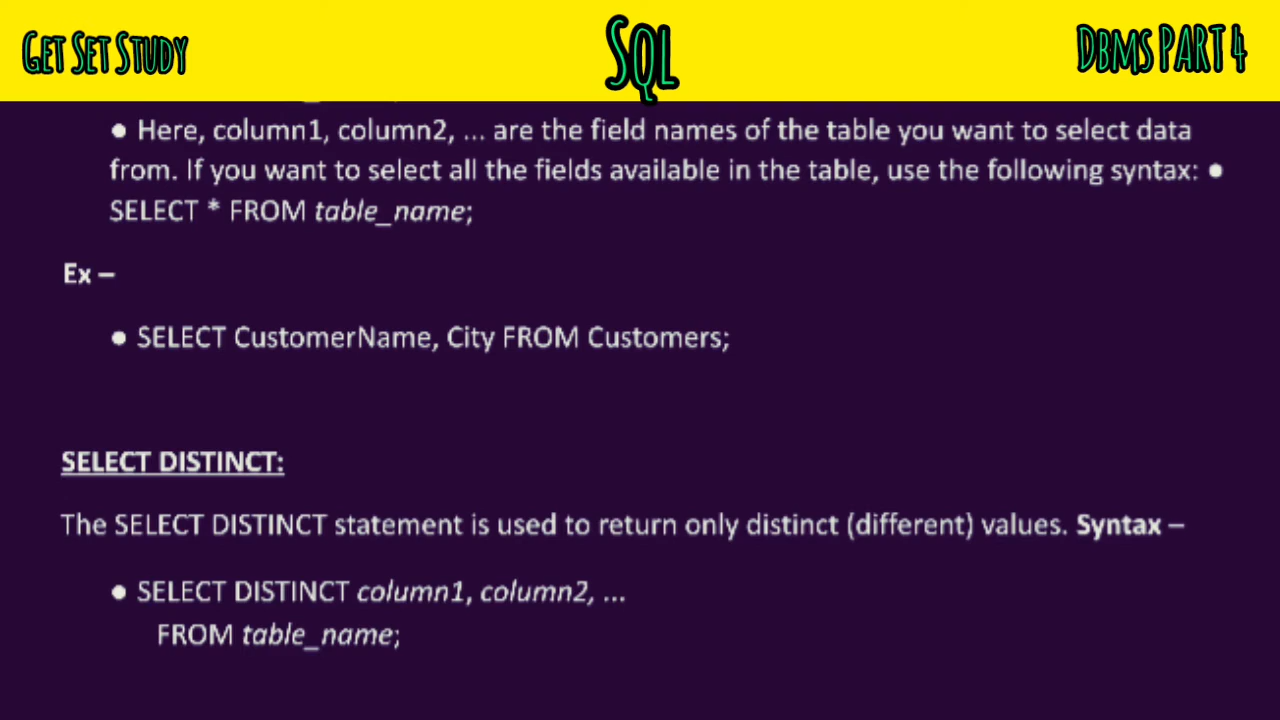 Get Set Study
Sql
Dbms PART 4
● Here, column1, column2, ... are the field names of the table you want to select data
from. If you want to select all the fields available in the table, use the following syntax: ●
SELECT * FROM table_name;
Ex –
● SELECT CustomerName, City FROM Customers;
SELECT DISTINCT:
The SELECT DISTINCT statement is used to return only distinct (different) values. Syntax –
● SELECT DISTINCT column1, column2, ...
FROM table_name;